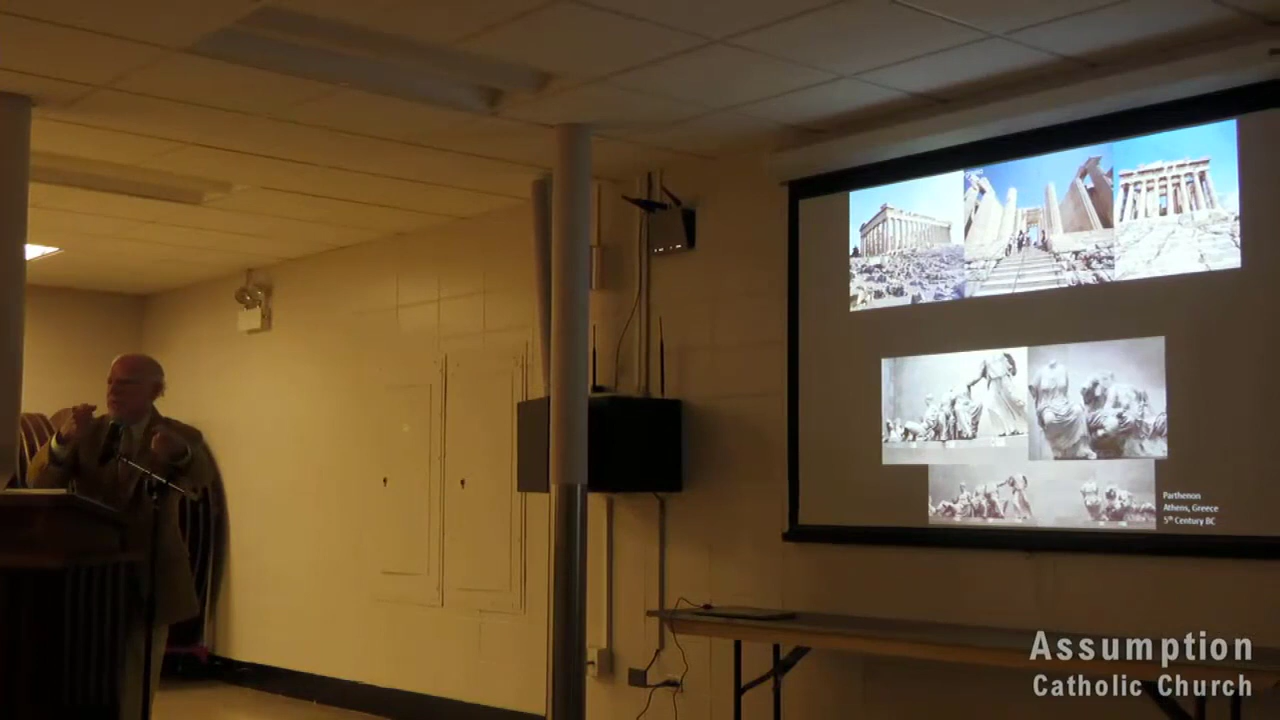 Parthenon
Athens, Greece
5th Century BC
Assumption
Catholic Church